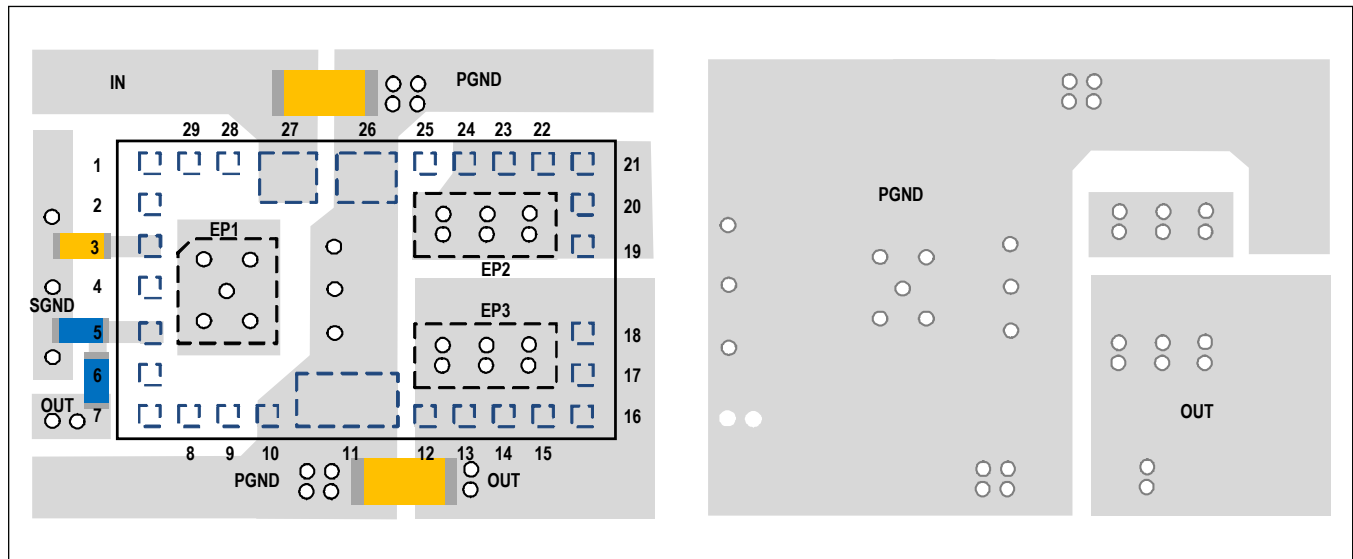 IN
PGND
29 28 27 26 25 24 23 22
1 21
2 20
EP1
3 19
EP2
4
SGND
EP3
5 18
6 17
OUT
7 16
8 9 10 11 12 13 14 15
PGND OUT
PGND
OUT